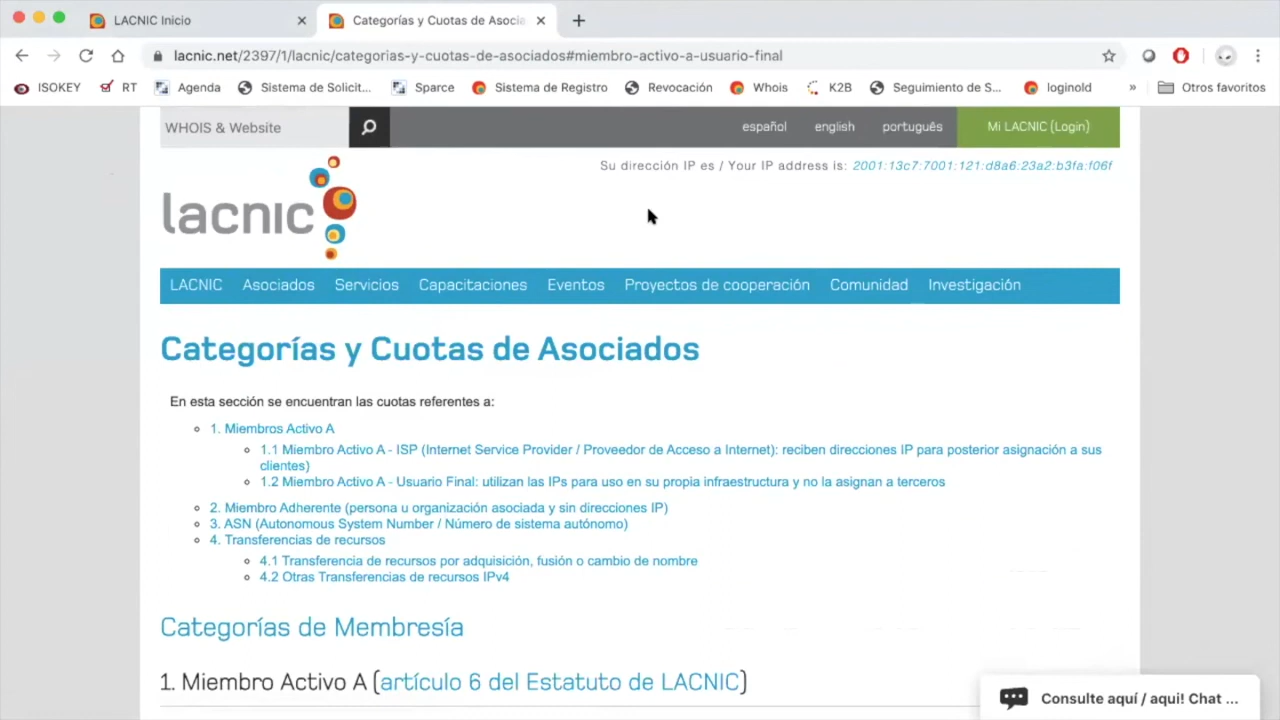 LACNIC Inicio
Categorías y Cuotas de Asocia
lacnic.net/2397/1/lacnic/categorias-y-cuotas-de-asociados#miembro-activo-a-usuario-final
ISOKEY RT Agenda Sistema de Solicit... Sparce Sistema de Registro Revocación Whois K2B Seguimiento de S... loginold » Otros favoritos
WHOIS & Website español english português Mi LACNIC (Login)
Su dirección IP es / Your IP address is: 2001:13c7:7001:121:d8a6:23a2:b3fa:f06f
lacnic
LACNIC Asociados Servicios Capacitaciones Eventos Proyectos de cooperación Comunidad Investigación
Categorías y Cuotas de Asociados
En esta sección se encuentran las cuotas referentes a:
1. Miembros Activo A
1.1 Miembro Activo A - ISP (Internet Service Provider / Proveedor de Acceso a Internet): reciben direcciones IP para posterior asignación a sus
clientes)
1.2 Miembro Activo A - Usuario Final: utilizan las IPs para uso en su propia infraestructura y no la asignan a terceros
2. Miembro Adherente (persona u organización asociada y sin direcciones IP)
3. ASN (Autonomous System Number / Número de sistema autónomo)
4. Transferencias de recursos
4.1 Transferencia de recursos por adquisición, fusión o cambio de nombre
4.2 Otras Transferencias de recursos IPv4
Categorías de Membresía
1. Miembro Activo A (artículo 6 del Estatuto de LACNIC)
Consulte aquí / aqui! Chat ...